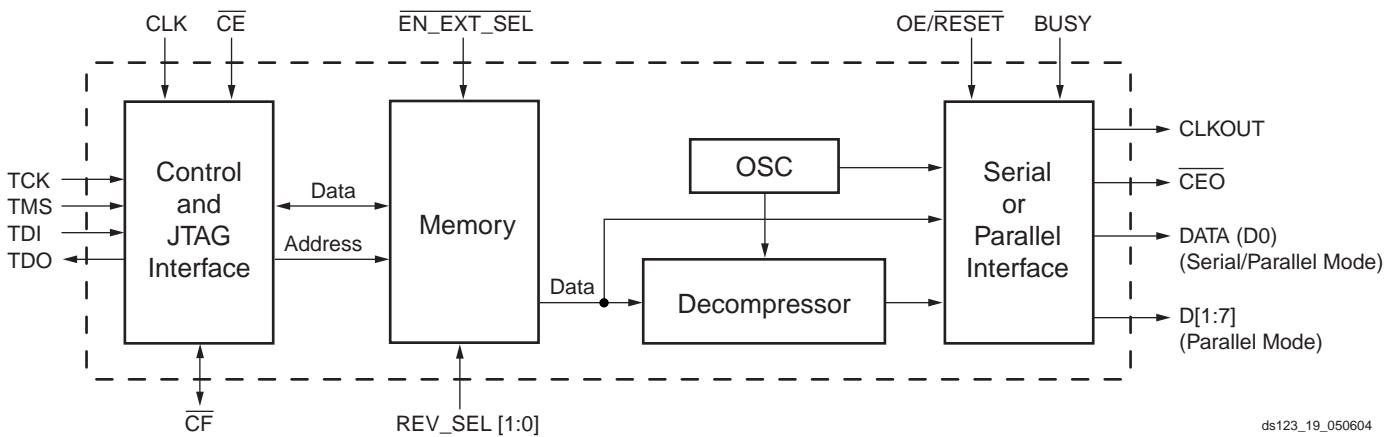 CLK CE EN_EXT_SEL OE/RESET BUSY
TCK
TMS
TDI
TDO
Control
and
JTAG
Interface
Data
Address
Memory
Data
OSC
Decompressor
Serial
or
Parallel
Interface
CLKOUT
CEO
DATA (D0)
(Serial/Parallel Mode)
D[1:7]
(Parallel Mode)
CF
REV_SEL [1:0]
ds123_19_050604